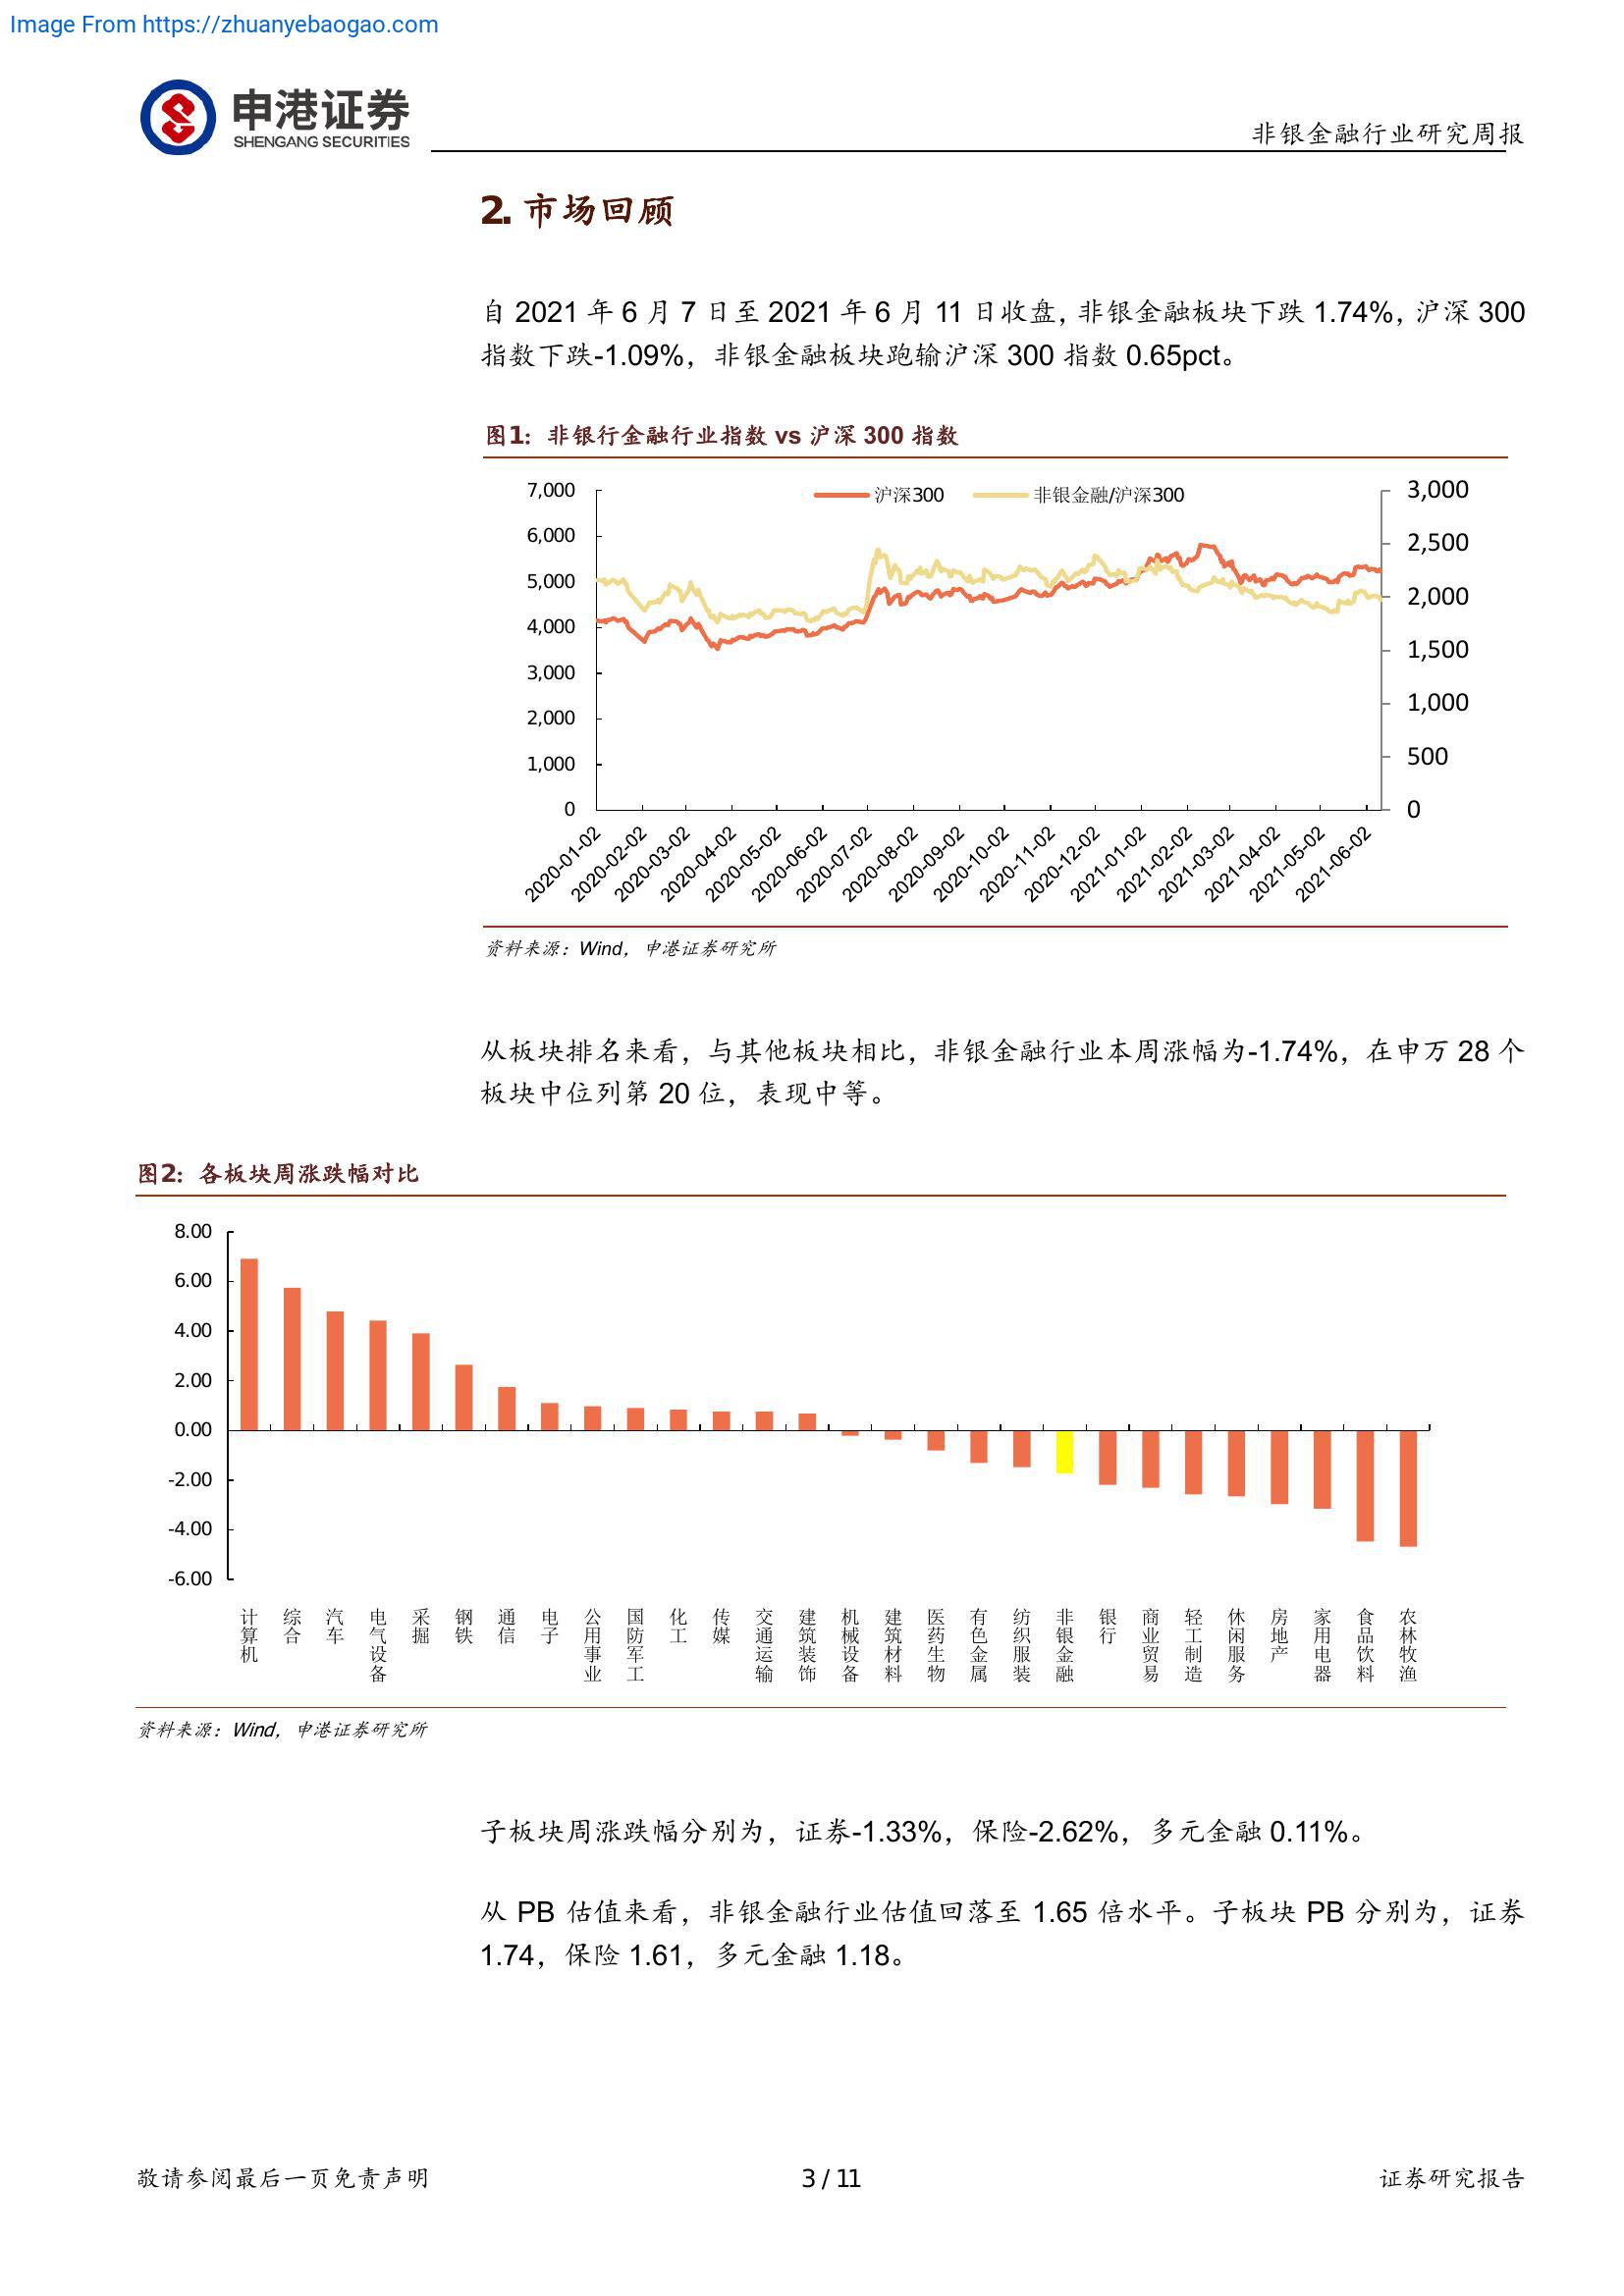 Image From https://zhuanyebaogao.com
申港证券
SHENGANG SECURITIES
非银金融行业研究周报
2. 市场回顾
自 2021 年 6 月 7 日至 2021 年 6 月 11 日收盘，非银金融板块下跌 1.74%，沪深 300
指数下跌-1.09%，非银金融板块跑输沪深 300 指数 0.65pct。
图1：非银行金融行业指数 vs 沪深 300 指数
沪深300 非银金融/沪深300
7,000
6,000
5,000
4,000
3,000
2,000
1,000
0
3,000
2,500
2,000
1,500
1,000
500
0
2020-01-02
2020-02-02
2020-03-02
2020-04-02
2020-05-02
2020-06-02
2020-07-02
2020-08-02
2020-09-02
2020-10-02
2020-11-02
2020-12-02
2021-01-02
2021-02-02
2021-03-02
2021-04-02
2021-05-02
2021-06-02
资料来源：Wind，申港证券研究所
从板块排名来看，与其他板块相比，非银金融行业本周涨幅为-1.74%，在申万 28 个
板块中位列第 20 位，表现中等。
图2：各板块周涨跌幅对比
8.00
6.00
4.00
2.00
0.00
-2.00
-4.00
-6.00
计算机
综合
汽车
电气设备
采掘
钢铁
通信
电子
公用事业
国防军工
化工
传媒
交通运输
建筑装饰
机械设备
建筑材料
医药生物
有色金属
纺织服装
非银金融
银行
商业贸易
轻工制造
休闲服务
房地产
家用电器
食品饮料
农林牧渔
资料来源：Wind，申港证券研究所
子板块周涨跌幅分别为，证券-1.33%，保险-2.62%，多元金融 0.11%。
从 PB 估值来看，非银金融行业估值回落至 1.65 倍水平。子板块 PB 分别为，证券
1.74，保险 1.61，多元金融 1.18。
敬请参阅最后一页免责声明
3 / 11
证券研究报告